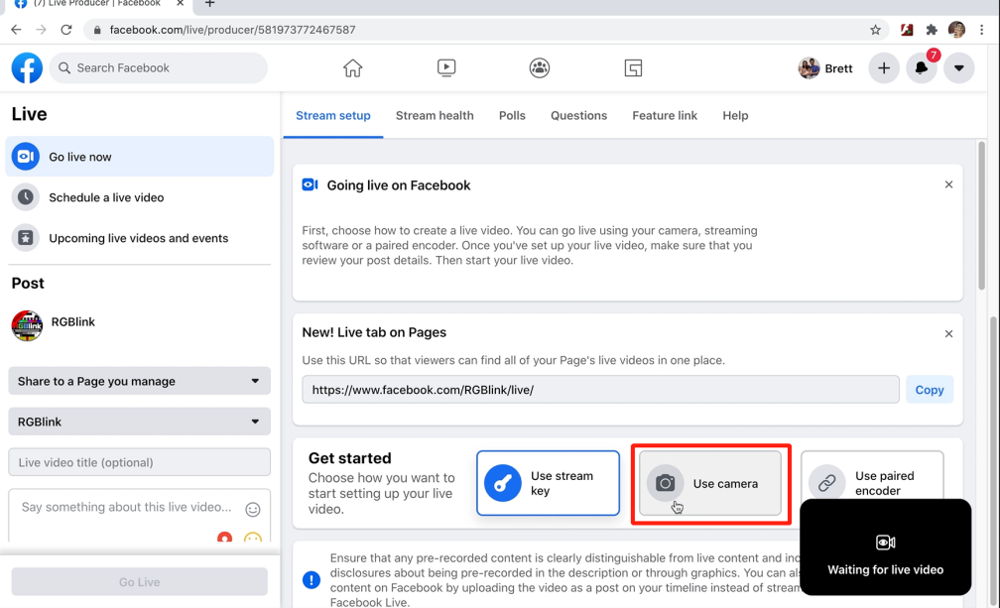 (7) Live Producer | Facebook
facebook.com/live/producer/581973772467587
Search Facebook
Brett
7
Live
Go live now
Schedule a live video
Upcoming live videos and events
Post
RGBlink
Share to a Page you manage
RGBlink
Live video title (optional)
Say something about this live video...
Go Live
Stream setup
Stream health
Polls
Questions
Feature link
Help
Going live on Facebook
First, choose how to create a live video. You can go live using your camera, streaming
software or a paired encoder. Once you've set up your live video, make sure that you
review your post details. Then start your live video.
New! Live tab on Pages
Use this URL so that viewers can find all of your Page's live videos in one place.
https://www.facebook.com/RGBlink/live/
Copy
Get started
Choose how you want to
start setting up your live
video.
Use stream
key
Use camera
Use paired
encoder
Waiting for live video
Ensure that any pre-recorded content is clearly distinguishable from live content and inc
disclosures about being pre-recorded in the description or through graphics. You can al
content on Facebook by uploading the video as a post on your timeline instead of stream
Facebook Live.